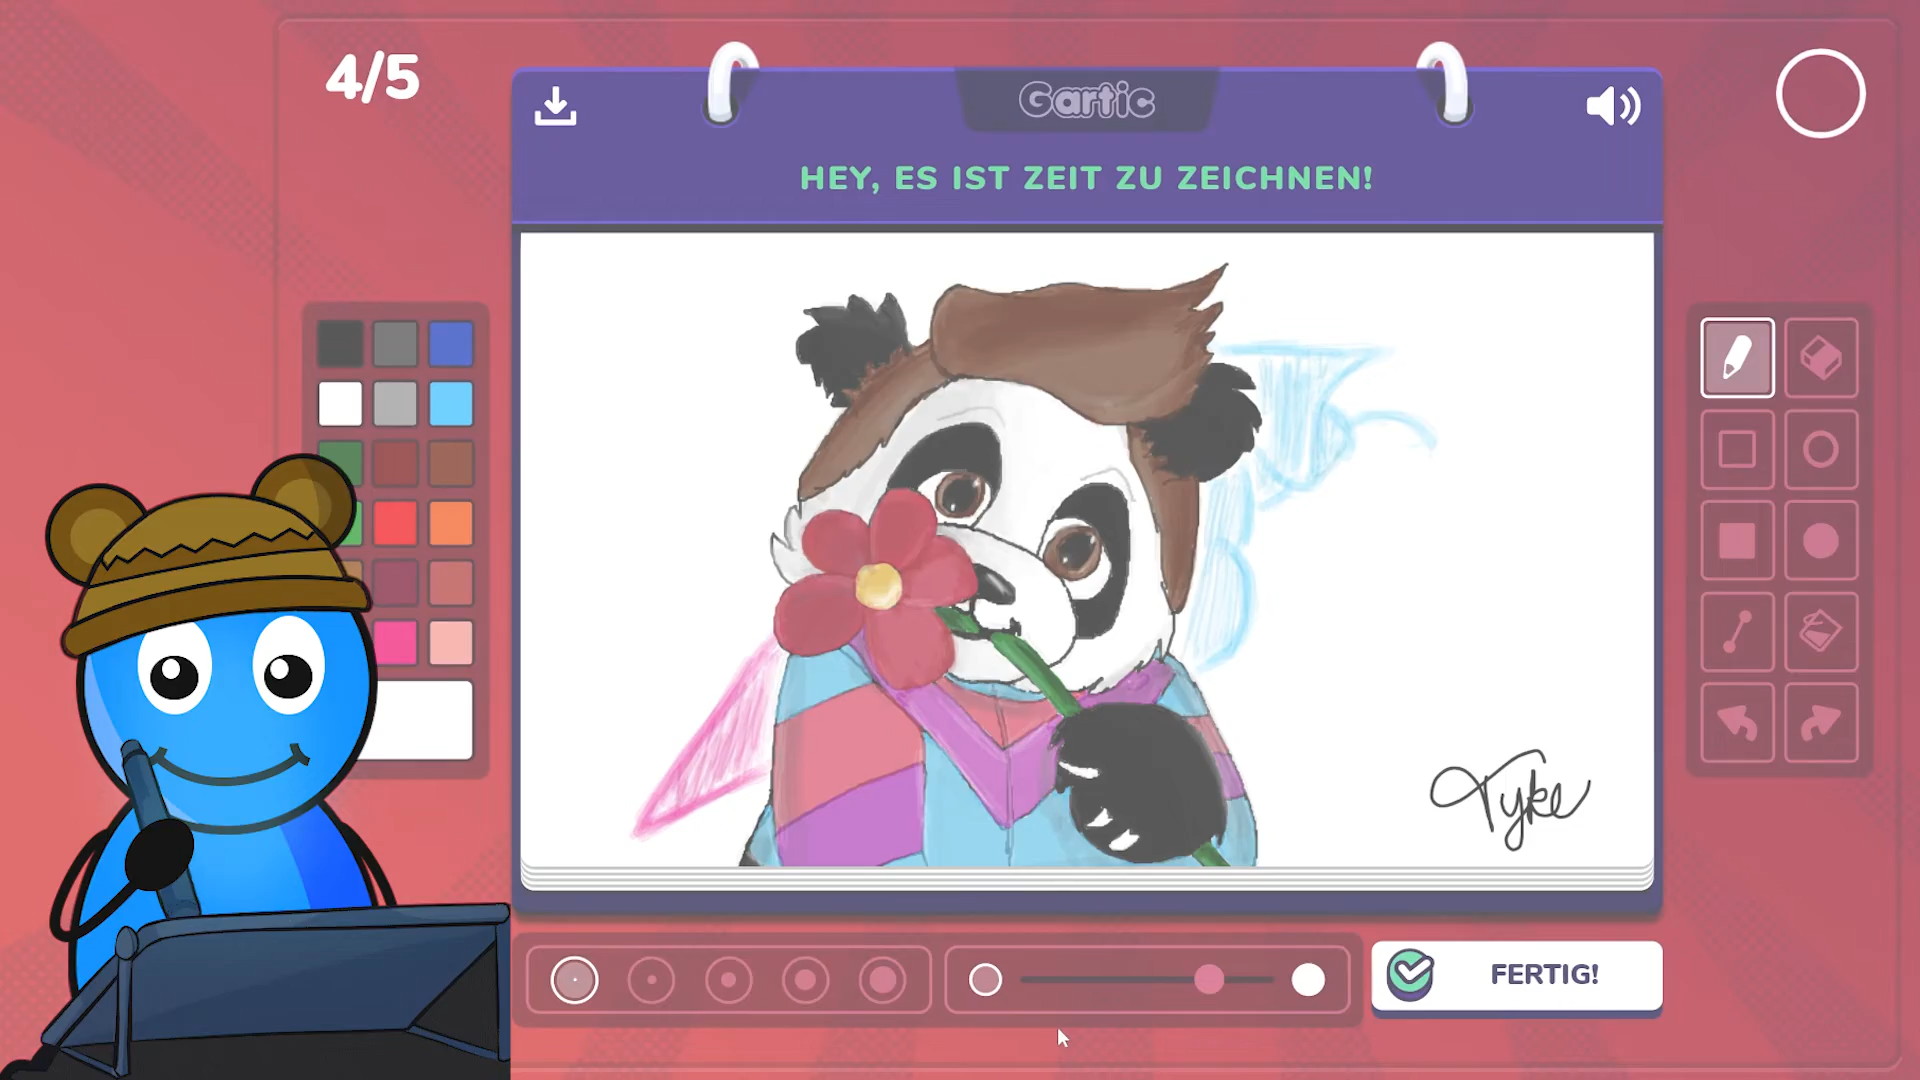 4/5
Gartic
HEY, ES IST ZEIT ZU ZEICHNEN!
Tyke
FERTIG!